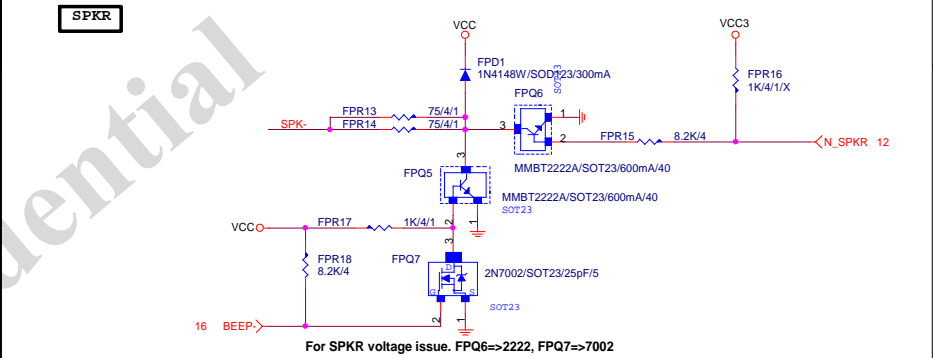 SPKR
VCC
VCC3
FPD1
1N4148W/SOD123/300mA
FPR16
1K/4/1/X
FPQ6
SOT23
FPR13
75/4/1
SPK-
FPR14
75/4/1
3
1
2
FPR15
8.2K/4
N_SPKR 12
MMBT2222A/SOT23/600mA/40
3
FPQ5
MMBT2222A/SOT23/600mA/40
SOT23
2
1
VCC
FPR17
1K/4/1
3
FPR18
8.2K/4
FPQ7
D
G
S
2N7002/SOT23/25pF/5
SOT23
2
1
16 BEEP-
For SPKR voltage issue. FPQ6=>2222, FPQ7=>7002
dential